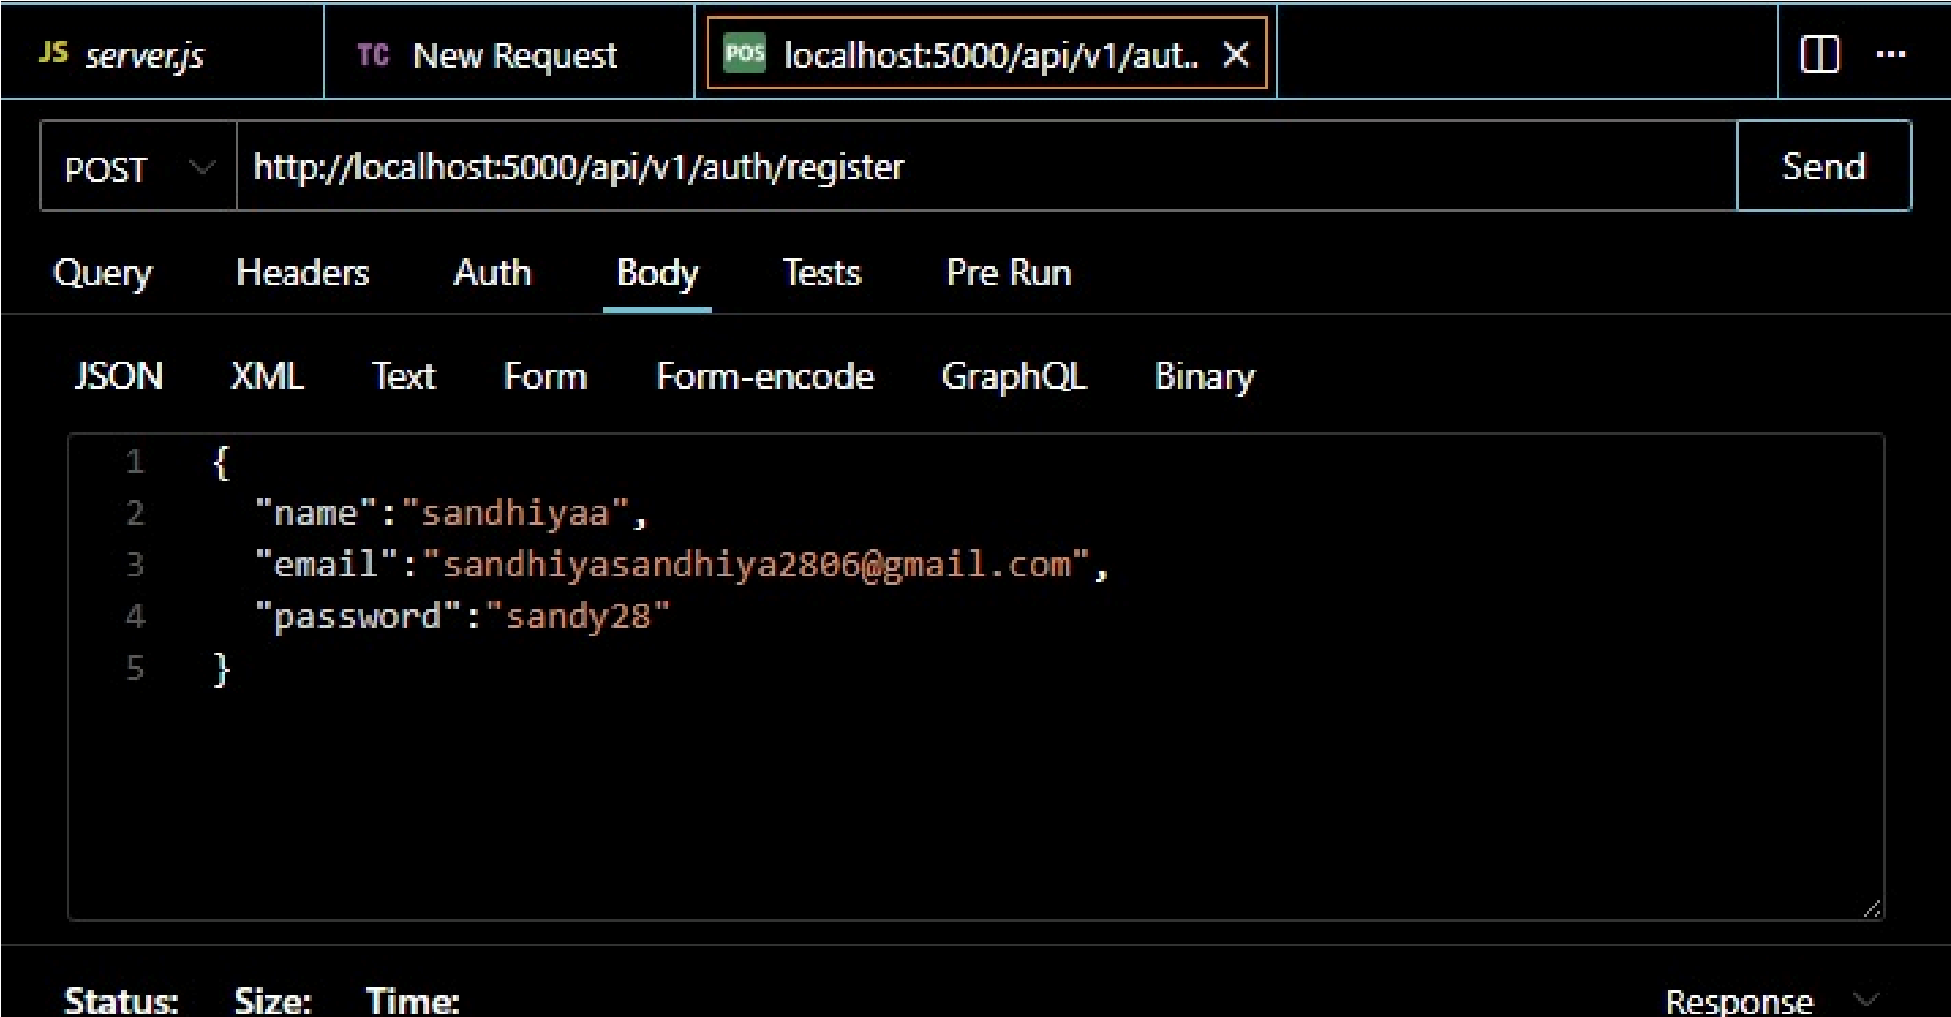 JS server.js TC New Request POS localhost:5000/api/v1/aut.. ✕ ···
POST http://localhost:5000/api/v1/auth/register Send
Query Headers Auth Body Tests Pre Run
JSON XML Text Form Form-encode GraphQL Binary
1 {
2 "name":"sandhiyaa",
3 "email":"sandhiyasandhiya2806@gmail.com",
4 "password":"sandy28"
5 }
Status: Size: Time: Response